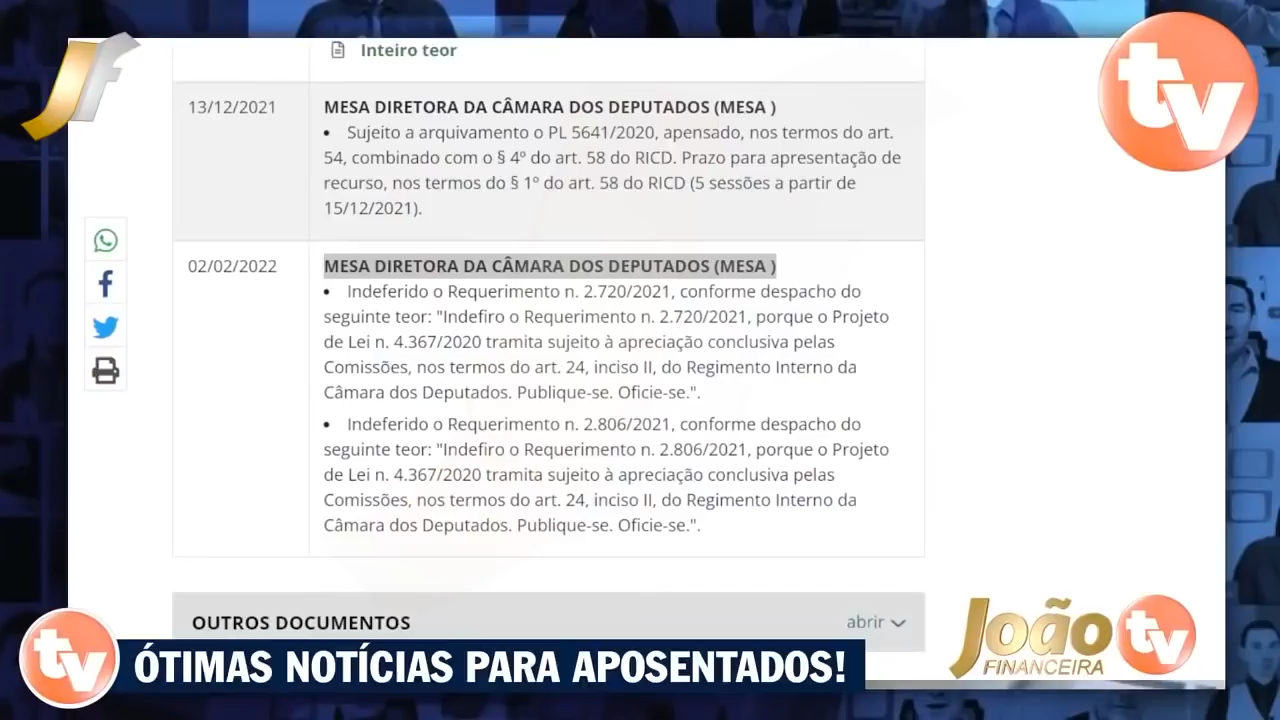 Inteiro teor
13/12/2021
MESA DIRETORA DA CÂMARA DOS DEPUTADOS (MESA )
• Sujeito a arquivamento o PL 5641/2020, apensado, nos termos do art.
54, combinado com o § 4º do art. 58 do RICD. Prazo para apresentação de
recurso, nos termos do § 1º do art. 58 do RICD (5 sessões a partir de
15/12/2021).
02/02/2022
MESA DIRETORA DA CÂMARA DOS DEPUTADOS (MESA )
• Indeferido o Requerimento n. 2.720/2021, conforme despacho do
seguinte teor: "Indefiro o Requerimento n. 2.720/2021, porque o Projeto
de Lei n. 4.367/2020 tramita sujeito à apreciação conclusiva pelas
Comissões, nos termos do art. 24, inciso II, do Regimento Interno da
Câmara dos Deputados. Publique-se. Oficie-se.".
• Indeferido o Requerimento n. 2.806/2021, conforme despacho do
seguinte teor: "Indefiro o Requerimento n. 2.806/2021, porque o Projeto
de Lei n. 4.367/2020 tramita sujeito à apreciação conclusiva pelas
Comissões, nos termos do art. 24, inciso II, do Regimento Interno da
Câmara dos Deputados. Publique-se. Oficie-se.".
OUTROS DOCUMENTOS
abrir
ÓTIMAS NOTÍCIAS PARA APOSENTADOS!
João
FINANCEIRA
tv
tv
tv
JF